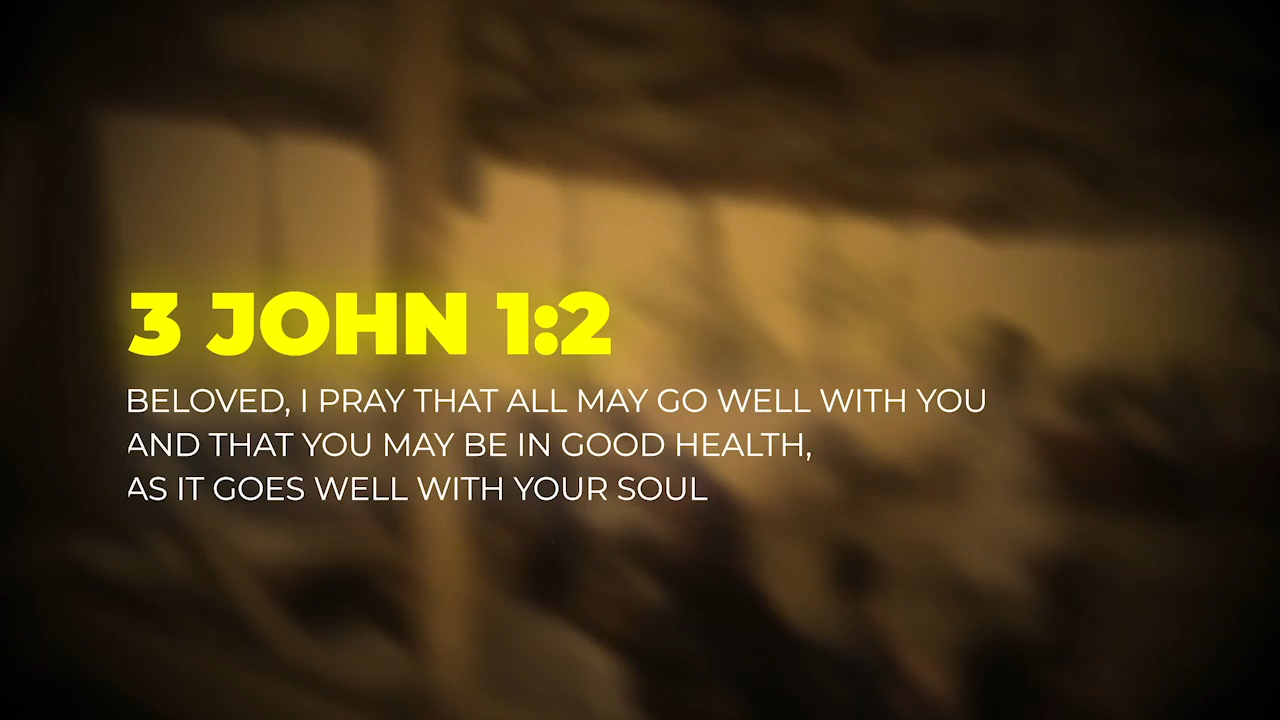 3 JOHN 1:2
BELOVED, I PRAY THAT ALL MAY GO WELL WITH YOU
AND THAT YOU MAY BE IN GOOD HEALTH,
AS IT GOES WELL WITH YOUR SOUL